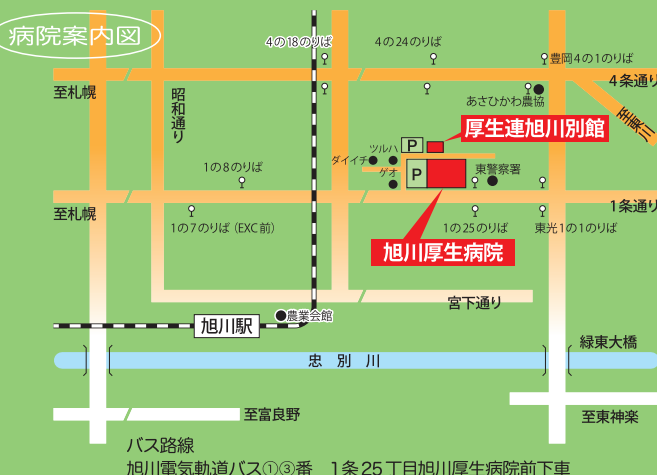 病院案内図
4の18のりば
4の24のりば
豊岡4の1のりば
至札幌
4条通り
昭和通り
あさひかわ農協
至東川
厚生連旭川別館
ツルハ
P
ダイイチ
ゲオ
P
東警察署
1の8のりば
至札幌
1条通り
1の7のりば（EXC前）
1の25のりば
東光1の1のりば
旭川厚生病院
宮下通り
農業会館
旭川駅
緑東大橋
忠別川
至富良野
至東神楽
バス路線
旭川電気軌道バス①③番　1条25丁目旭川厚生病院前下車